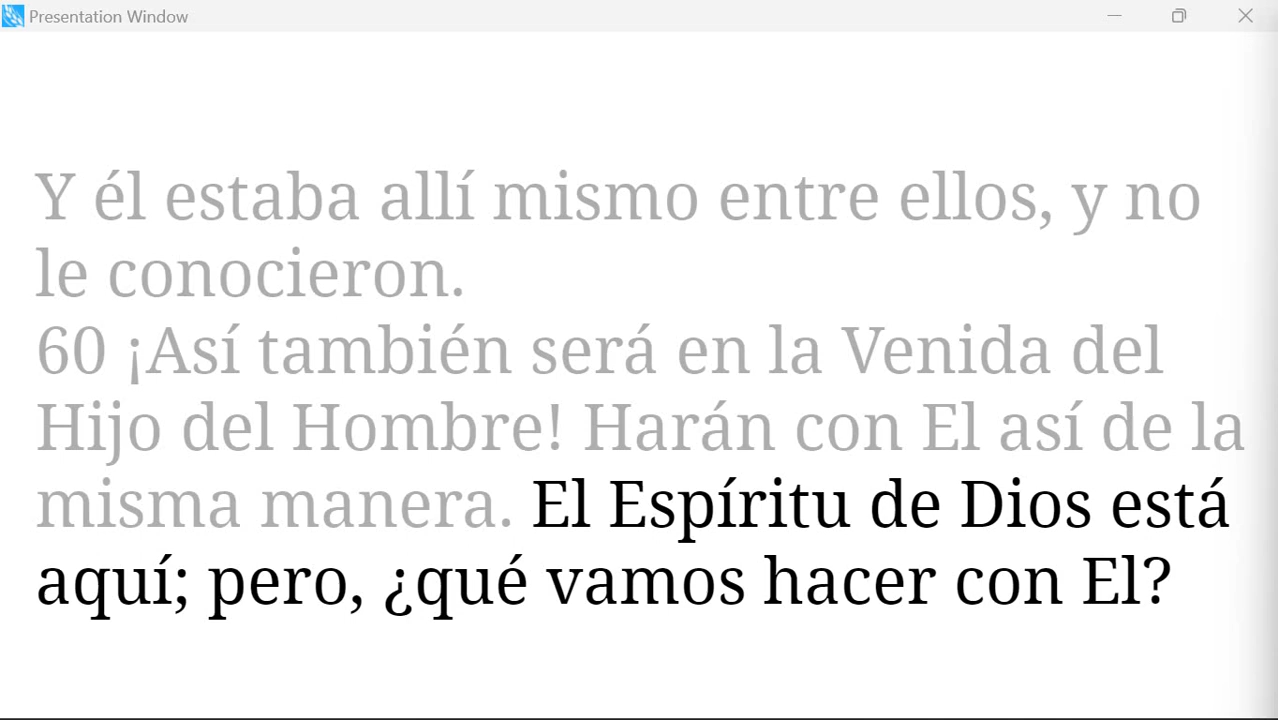 Presentation Window
Y él estaba allí mismo entre ellos, y no
le conocieron.
60 ¡Así también será en la Venida del
Hijo del Hombre! Harán con El así de la
misma manera. El Espíritu de Dios está
aquí; pero, ¿qué vamos hacer con El?